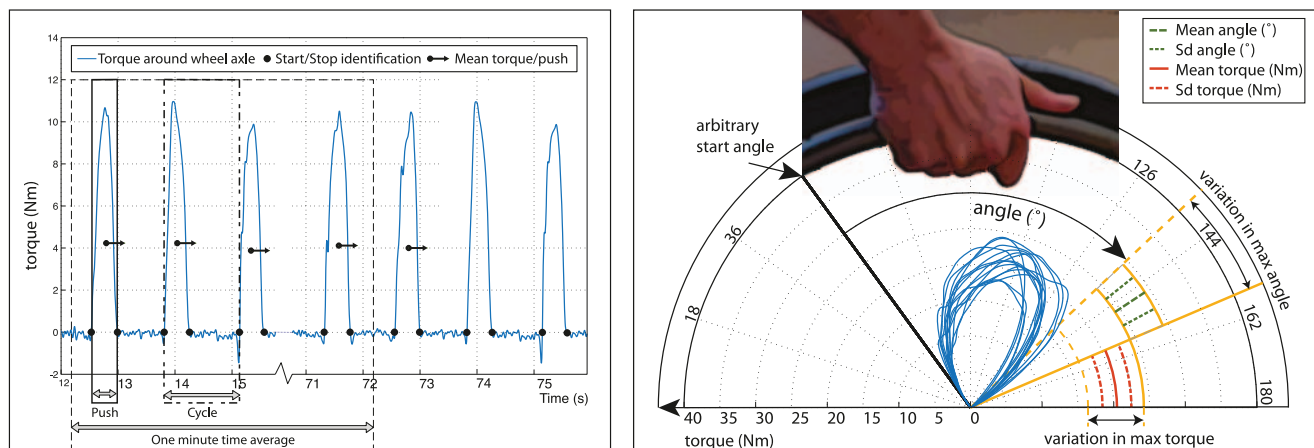 14
12
10
8
6
4
2
0
-2
torque (Nm)
Torque around wheel axle
Start/Stop identification
Mean torque/push
12 13 14 15 71 72 73 74 75
Time (s)
Push
Cycle
One minute time average
Mean angle (°)
Sd angle (°)
Mean torque (Nm)
Sd torque (Nm)
arbitrary
start angle
angle (°)
variation in max angle
18
36
126
144
162
180
40 35 30 25 20 15 10 5 0
torque (Nm)
variation in max torque